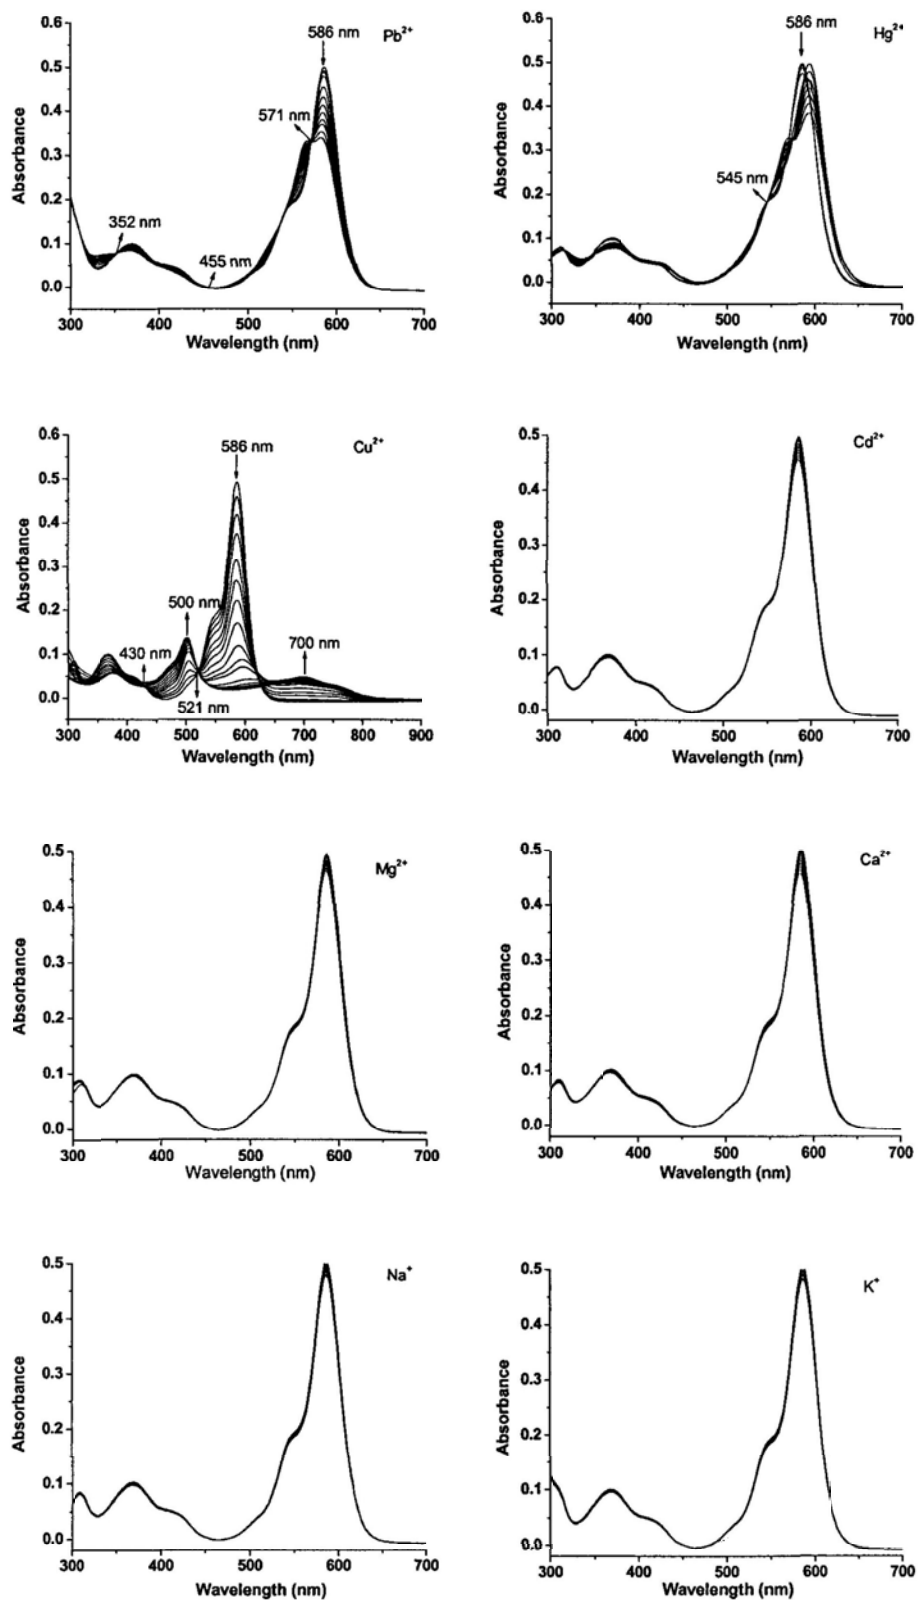 Pb²⁺
586 nm
571 nm
352 nm
455 nm
Absorbance
0.6
0.5
0.4
0.3
0.2
0.1
0.0
300 400 500 600 700
Wavelength (nm)
Hg²⁺
586 nm
545 nm
Absorbance
0.6
0.5
0.4
0.3
0.2
0.1
0.0
300 400 500 600 700
Wavelength (nm)
Cu²⁺
586 nm
500 nm
430 nm
700 nm
521 nm
Absorbance
0.6
0.5
0.4
0.3
0.2
0.1
0.0
300 400 500 600 700 800 900
Wavelength (nm)
Cd²⁺
Absorbance
0.5
0.4
0.3
0.2
0.1
0.0
300 400 500 600 700
Wavelength (nm)
Mg²⁺
Absorbance
0.5
0.4
0.3
0.2
0.1
0.0
300 400 500 600 700
Wavelength (nm)
Ca²⁺
Absorbance
0.5
0.4
0.3
0.2
0.1
0.0
300 400 500 600 700
Wavelength (nm)
Na⁺
Absorbance
0.5
0.4
0.3
0.2
0.1
0.0
300 400 500 600 700
Wavelength (nm)
K⁺
Absorbance
0.5
0.4
0.3
0.2
0.1
0.0
300 400 500 600 700
Wavelength (nm)